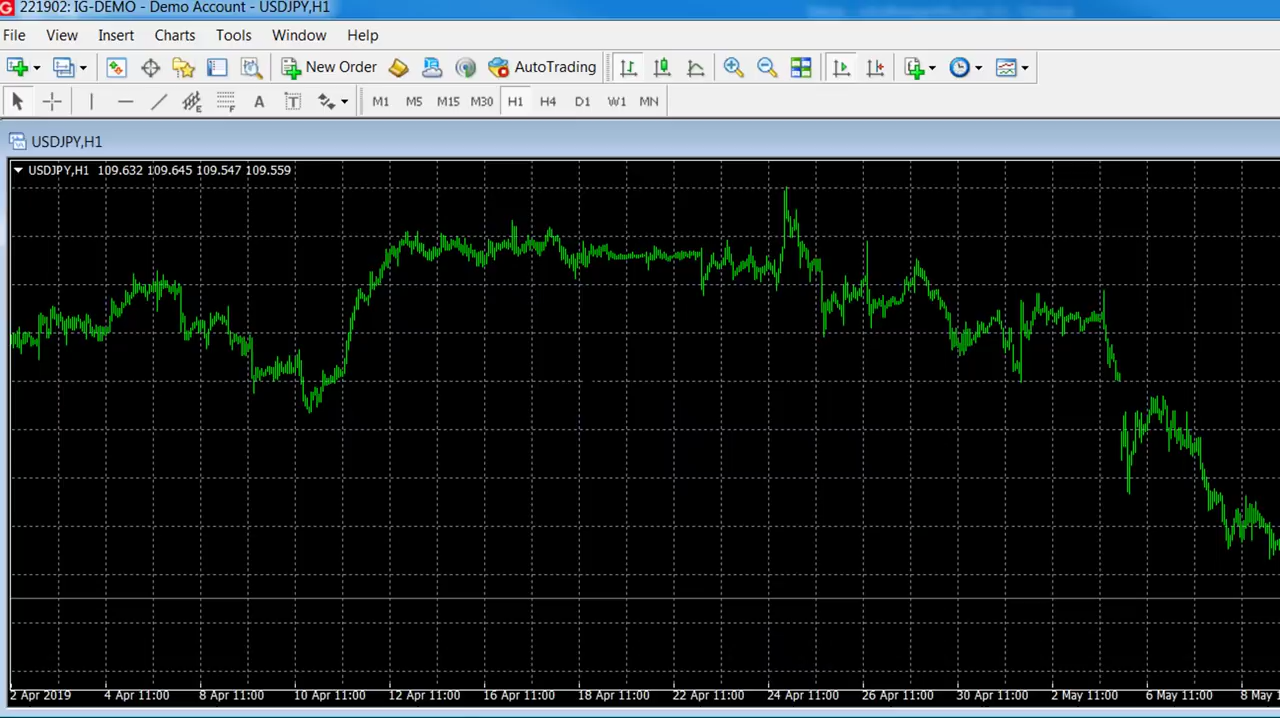 221902: IG-DEMO - Demo Account - USDJPY,H1
File View Insert Charts Tools Window Help
New Order AutoTrading
A T M1 M5 M15 M30 H1 H4 D1 W1 MN
USDJPY,H1
USDJPY,H1 109.632 109.645 109.547 109.559
2 Apr 2019 4 Apr 11:00 8 Apr 11:00 10 Apr 11:00 12 Apr 11:00 16 Apr 11:00 18 Apr 11:00 22 Apr 11:00 24 Apr 11:00 26 Apr 11:00 30 Apr 11:00 2 May 11:00 6 May 11:00 8 May 1